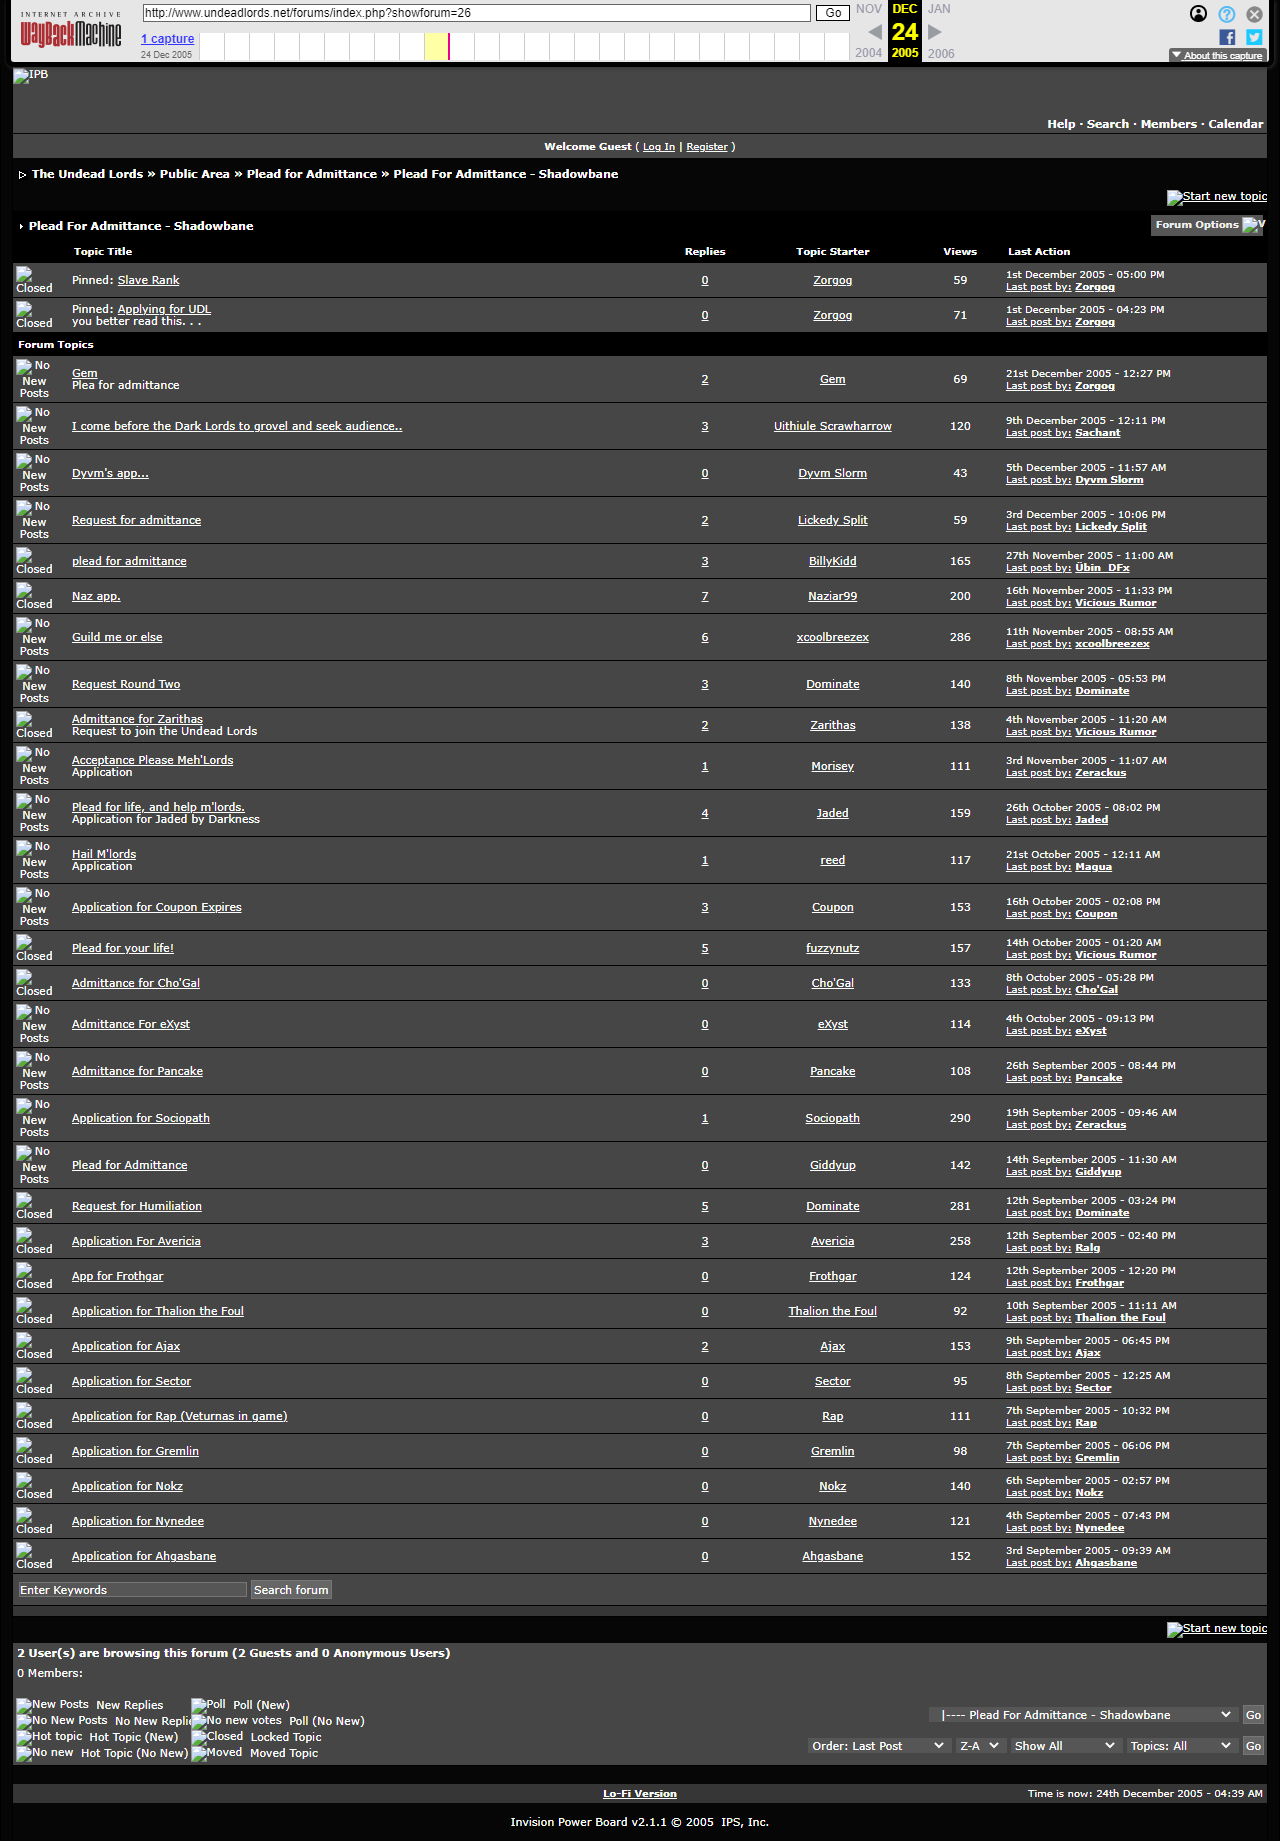 INTERNET ARCHIVE
WayBackMachine
http://www.undeadlords.net/forums/index.php?showforum=26 Go
NOV DEC JAN
1 capture
24
24 Dec 2005
2004 2005 2006
About this capture
IPB
Help · Search · Members · Calendar
Welcome Guest ( Log In | Register )
The Undead Lords » Public Area » Plead for Admittance » Plead For Admittance - Shadowbane
Start new topic
Plead For Admittance - Shadowbane
Forum Options V
Topic Title Replies Topic Starter Views Last Action
Closed Pinned: Slave Rank 0 Zorgog 59 1st December 2005 - 05:00 PM
Last post by: Zorgog
Closed Pinned: Applying for UDL 0 Zorgog 71 1st December 2005 - 04:23 PM
you better read this. . . Last post by: Zorgog
Forum Topics
No New Posts Gem 2 Gem 69 21st December 2005 - 12:27 PM
Plea for admittance Last post by: Zorgog
No New Posts I come before the Dark Lords to grovel and seek audience.. 3 Uithiule Scrawharrow 120 9th December 2005 - 12:11 PM
Last post by: Sachant
No New Posts Dyvm's app... 0 Dyvm Slorm 43 5th December 2005 - 11:57 AM
Last post by: Dyvm Slorm
No New Posts Request for admittance 2 Lickedy Split 59 3rd December 2005 - 10:06 PM
Last post by: Lickedy Split
Closed plead for admittance 3 BillyKidd 165 27th November 2005 - 11:00 AM
Last post by: Übin_DFx
Closed Naz app. 7 Naziar99 200 16th November 2005 - 11:33 PM
Last post by: Vicious Rumor
No New Posts Guild me or else 6 xcoolbreezex 286 11th November 2005 - 08:55 AM
Last post by: xcoolbreezex
No New Posts Request Round Two 3 Dominate 140 8th November 2005 - 05:53 PM
Last post by: Dominate
Closed Admittance for Zarithas 2 Zarithas 138 4th November 2005 - 11:20 AM
Request to join the Undead Lords Last post by: Vicious Rumor
No New Posts Acceptance Please Meh'Lords 1 Morisey 111 3rd November 2005 - 11:07 AM
Application Last post by: Zerackus
No New Posts Plead for life, and help m'lords. 4 Jaded 159 26th October 2005 - 08:02 PM
Application for Jaded by Darkness Last post by: Jaded
No New Posts Hail M'lords 1 reed 117 21st October 2005 - 12:11 AM
Application Last post by: Magua
No New Posts Application for Coupon Expires 3 Coupon 153 16th October 2005 - 02:08 PM
Last post by: Coupon
Closed Plead for your life! 5 fuzzynutz 157 14th October 2005 - 01:20 AM
Last post by: Vicious Rumor
Closed Admittance for Cho'Gal 0 Cho'Gal 133 8th October 2005 - 05:28 PM
Last post by: Cho'Gal
No New Posts Admittance For eXyst 0 eXyst 114 4th October 2005 - 09:13 PM
Last post by: eXyst
No New Posts Admittance for Pancake 0 Pancake 108 26th September 2005 - 08:44 PM
Last post by: Pancake
No New Posts Application for Sociopath 1 Sociopath 290 19th September 2005 - 09:46 AM
Last post by: Zerackus
No New Posts Plead for Admittance 0 Giddyup 142 14th September 2005 - 11:30 AM
Last post by: Giddyup
Closed Request for Humiliation 5 Dominate 281 12th September 2005 - 03:24 PM
Last post by: Dominate
Closed Application For Avericia 3 Avericia 258 12th September 2005 - 02:40 PM
Last post by: Ralg
Closed App for Frothgar 0 Frothgar 124 12th September 2005 - 12:20 PM
Last post by: Frothgar
Closed Application for Thalion the Foul 0 Thalion the Foul 92 10th September 2005 - 11:11 AM
Last post by: Thalion the Foul
Closed Application for Ajax 2 Ajax 153 9th September 2005 - 06:45 PM
Last post by: Ajax
Closed Application for Sector 0 Sector 95 8th September 2005 - 12:25 AM
Last post by: Sector
Closed Application for Rap (Veturnas in game) 0 Rap 111 7th September 2005 - 10:32 PM
Last post by: Rap
Closed Application for Gremlin 0 Gremlin 98 7th September 2005 - 06:06 PM
Last post by: Gremlin
Closed Application for Nokz 0 Nokz 140 6th September 2005 - 02:57 PM
Last post by: Nokz
Closed Application for Nynedee 0 Nynedee 121 4th September 2005 - 07:43 PM
Last post by: Nynedee
Closed Application for Ahgasbane 0 Ahgasbane 152 3rd September 2005 - 09:39 AM
Last post by: Ahgasbane
Enter Keywords Search forum
Start new topic
2 User(s) are browsing this forum (2 Guests and 0 Anonymous Users)
0 Members:
New Posts New Replies Poll Poll (New)
No New Posts No New Repli No new votes Poll (No New) |---- Plead For Admittance - Shadowbane Go
Hot topic Hot Topic (New) Closed Locked Topic
No new Hot Topic (No New) Moved Moved Topic Order: Last Post Z-A Show All Topics: All Go
Lo-Fi Version Time is now: 24th December 2005 - 04:39 AM
Invision Power Board v2.1.1 © 2005 IPS, Inc.